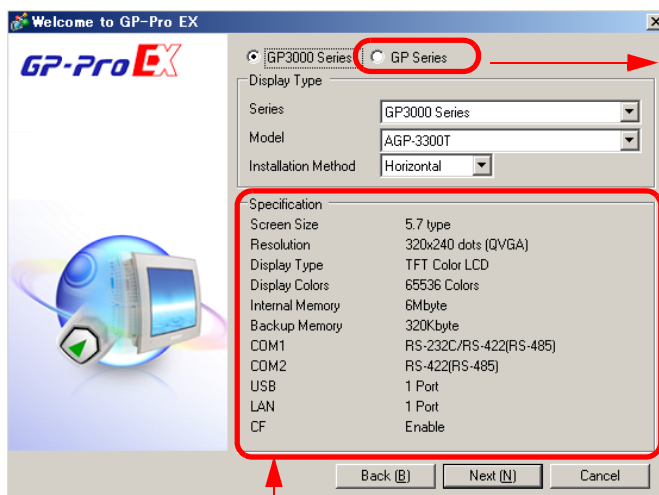 Welcome to GP-Pro EX
GP-Pro EX
GP3000 Series GP Series
Display Type
Series GP3000 Series
Model AGP-3300T
Installation Method Horizontal
Specification
Screen Size 5.7 type
Resolution 320x240 dots (QVGA)
Display Type TFT Color LCD
Display Colors 65536 Colors
Internal Memory 6Mbyte
Backup Memory 320Kbyte
COM1 RS-232C/RS-422(RS-485)
COM2 RS-422(RS-485)
USB 1 Port
LAN 1 Port
CF Enable
Back (B) Next (N) Cancel